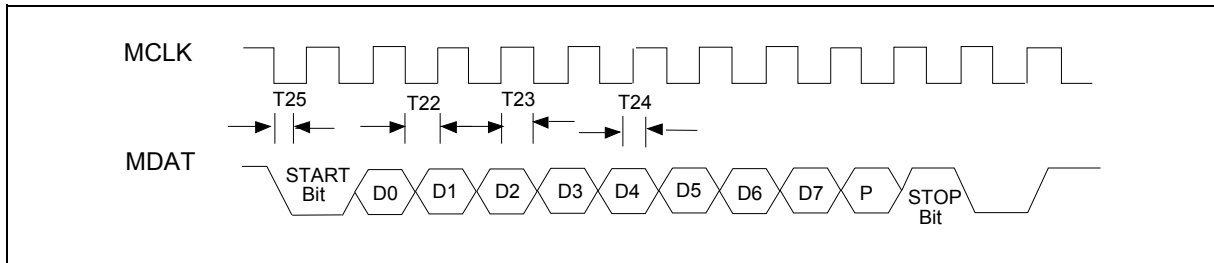 MCLK
T25
T22
T23
T24
MDAT
START
Bit
D0
D1
D2
D3
D4
D5
D6
D7
P
STOP
Bit